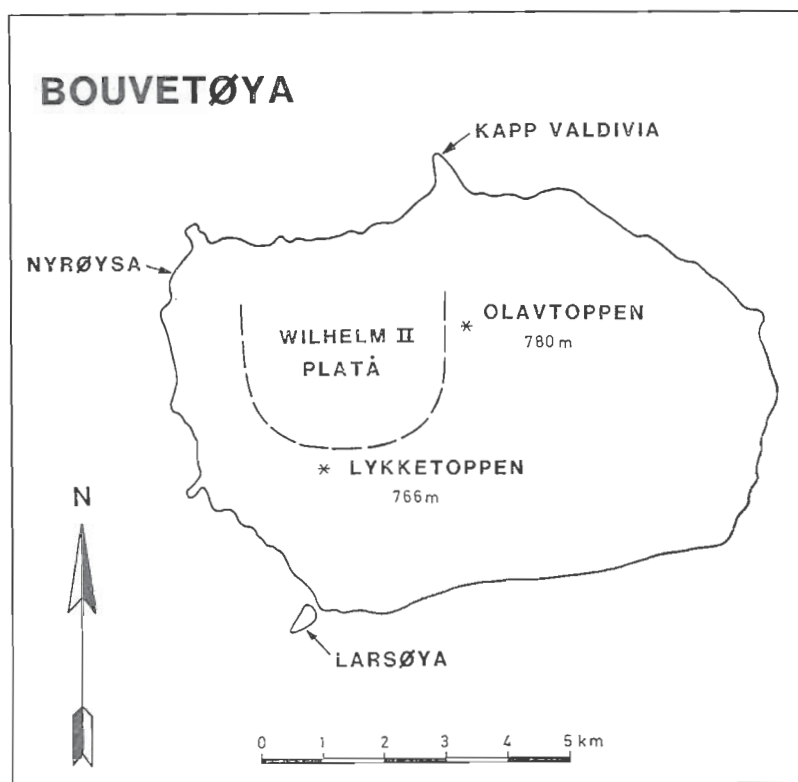 BOUVETØYA
KAPP VALDIVIA
NYRØYSA
OLAVTOPPEN
780 m
WILHELM II
PLATÅ
LYKKETOPPEN
766m
N
LARSØYA
0 1 2 3 4 5 km